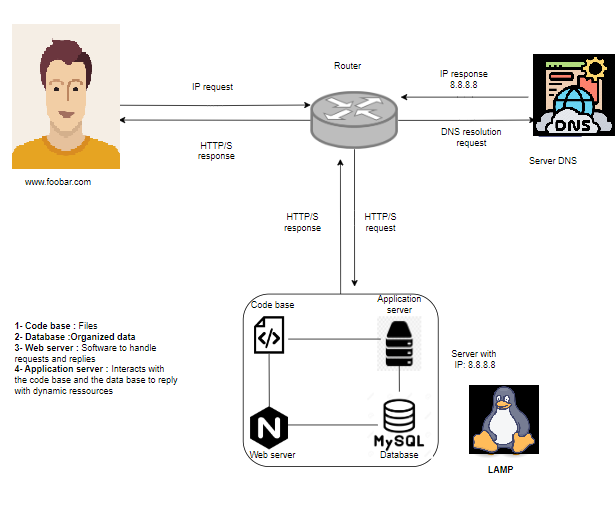 Router
IP response
8.8.8.8
IP request
DNS
DNS resolution
request
HTTP/S
response
Server DNS
www.foobar.com
HTTP/S
response
HTTP/S
request
Code base
Application
server
</>
1- Code base : Files
2- Database :Organized data
3- Web server : Software to handle
requests and replies
4- Application server : Interacts with
the code base and the data base to reply
with dynamic ressources
Server with
IP: 8.8.8.8
N
MySQL
Web server
Database
LAMP